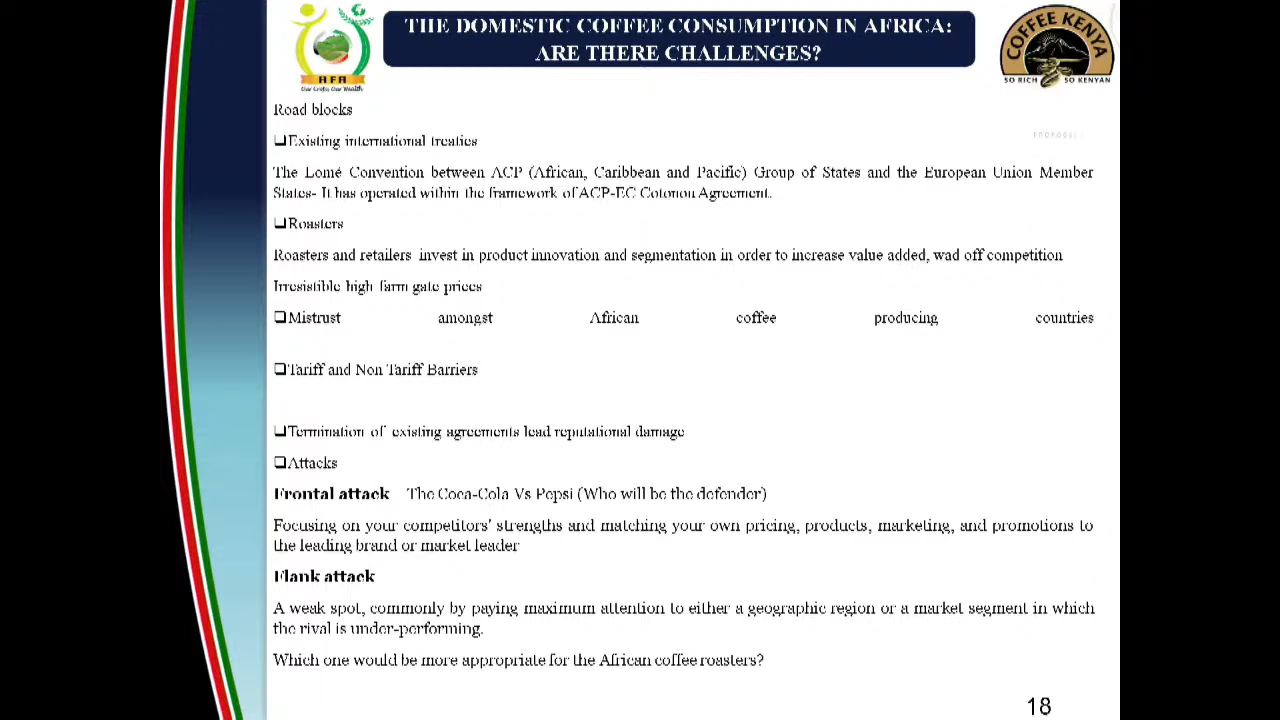 THE DOMESTIC COFFEE CONSUMPTION IN AFRICA:
ARE THERE CHALLENGES?
AFA
Our Crops, Our Wealth
COFFEE KENYA
SO RICH SO KENYAN
Road blocks
❑Existing international treaties
The Lomé Convention between ACP (African, Caribbean and Pacific) Group of States and the European Union Member
States- It has operated within the framework of ACP-EC Cotonou Agreement.
❑Roasters
Roasters and retailers invest in product innovation and segmentation in order to increase value added, wad off competition
Irresistible high farm gate prices
❑Mistrust amongst African coffee producing countries
❑Tariff and Non Tariff Barriers
❑Termination of existing agreements lead reputational damage
❑Attacks
Frontal attack The Coca-Cola Vs Pepsi (Who will be the defender)
Focusing on your competitors' strengths and matching your own pricing, products, marketing, and promotions to
the leading brand or market leader
Flank attack
A weak spot, commonly by paying maximum attention to either a geographic region or a market segment in which
the rival is under-performing.
Which one would be more appropriate for the African coffee roasters?
18